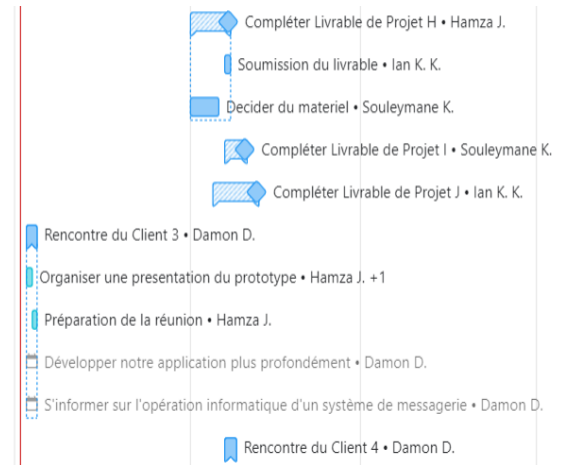 Compléter Livrable de Projet H • Hamza J.
Soumission du livrable • Ian K. K.
Decider du materiel • Souleymane K.
Compléter Livrable de Projet I • Souleymane K.
Compléter Livrable de Projet J • Ian K. K.
Rencontre du Client 3 • Damon D.
Organiser une presentation du prototype • Hamza J. +1
Préparation de la réunion • Hamza J.
Développer notre application plus profondément • Damon D.
S'informer sur l'opération informatique d'un système de messagerie • Damon D.
Rencontre du Client 4 • Damon D.